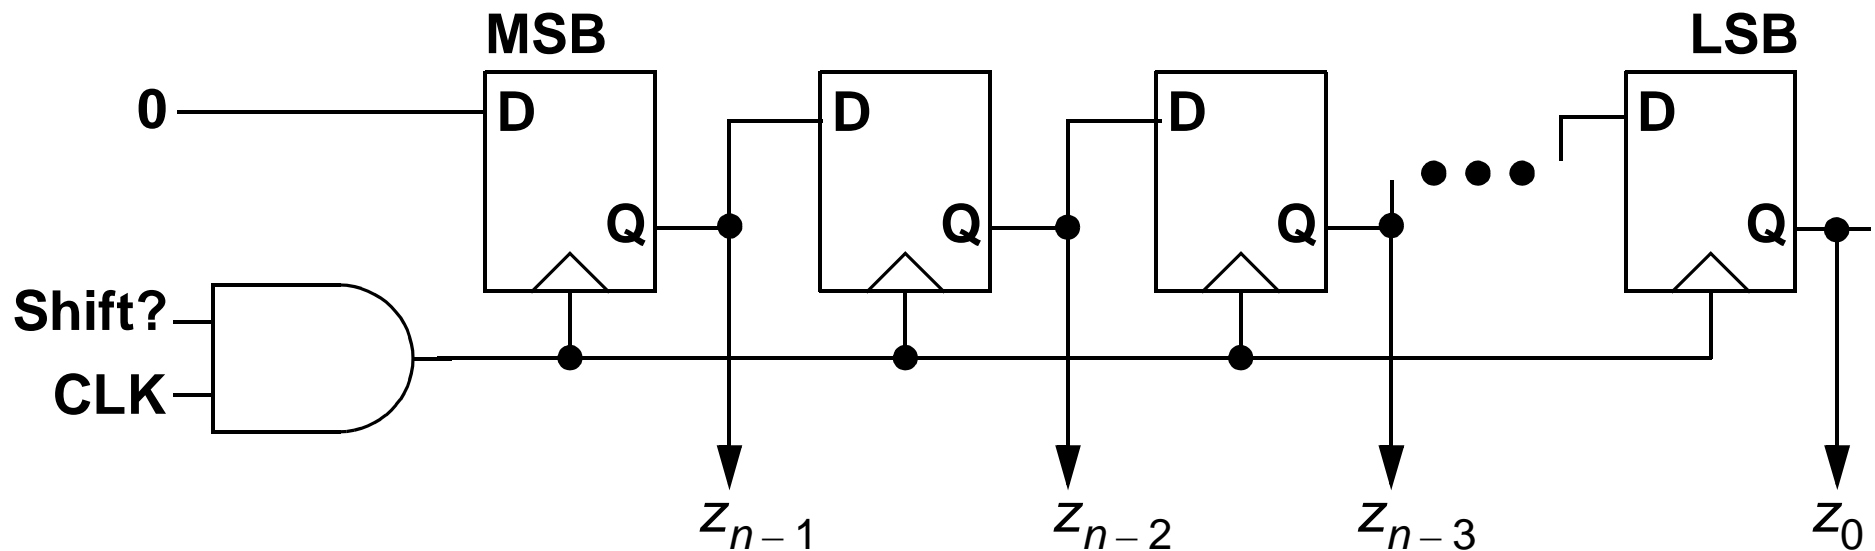 MSB
LSB
0
D
D
D
D
Q
Q
Q
Q
Shift?
CLK
z_{n-1}
z_{n-2}
z_{n-3}
z_0